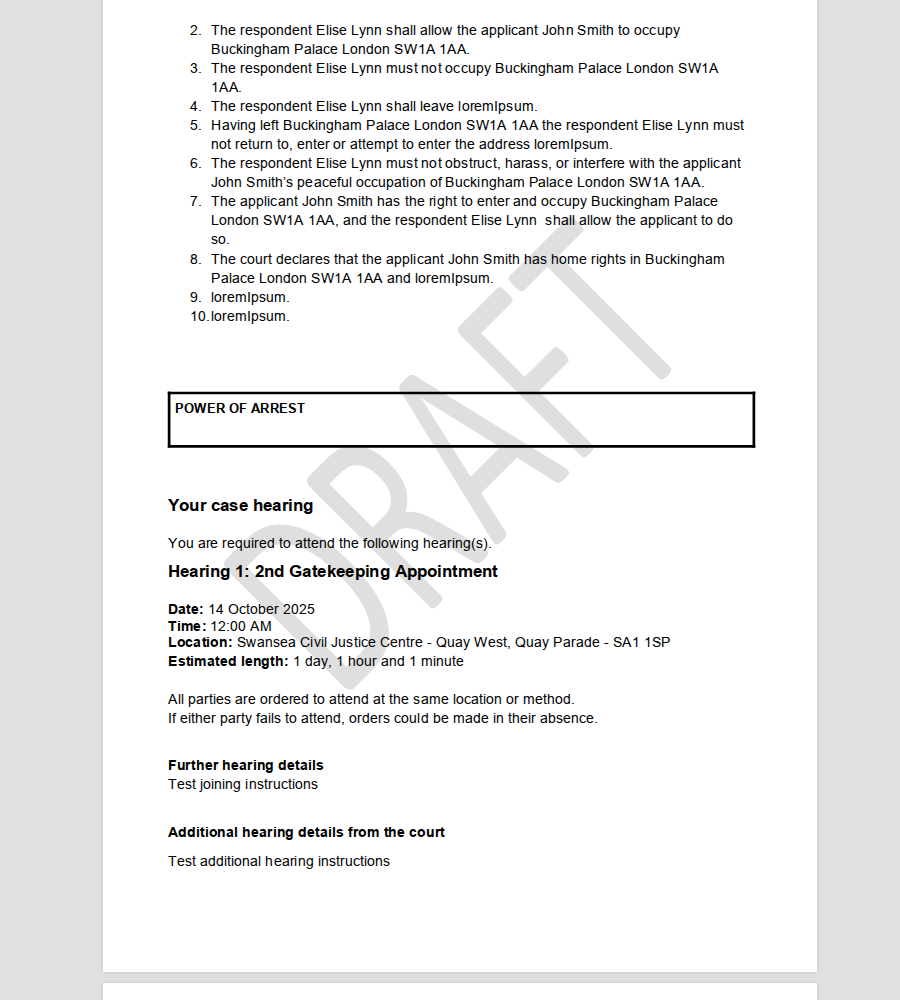 2. The respondent Elise Lynn shall allow the applicant John Smith to occupy
Buckingham Palace London SW1A 1AA.
3. The respondent Elise Lynn must not occupy Buckingham Palace London SW1A
1AA.
4. The respondent Elise Lynn shall leave loremIpsum.
5. Having left Buckingham Palace London SW1A 1AA the respondent Elise Lynn must
not return to, enter or attempt to enter the address loremIpsum.
6. The respondent Elise Lynn must not obstruct, harass, or interfere with the applicant
John Smith's peaceful occupation of Buckingham Palace London SW1A 1AA.
7. The applicant John Smith has the right to enter and occupy Buckingham Palace
London SW1A 1AA, and the respondent Elise Lynn  shall allow the applicant to do
so.
8. The court declares that the applicant John Smith has home rights in Buckingham
Palace London SW1A 1AA and loremIpsum.
9. loremIpsum.
10. loremIpsum.
DRAFT
POWER OF ARREST
Your case hearing
You are required to attend the following hearing(s).
Hearing 1: 2nd Gatekeeping Appointment
Date: 14 October 2025
Time: 12:00 AM
Location: Swansea Civil Justice Centre - Quay West, Quay Parade - SA1 1SP
Estimated length: 1 day, 1 hour and 1 minute
All parties are ordered to attend at the same location or method.
If either party fails to attend, orders could be made in their absence.
Further hearing details
Test joining instructions
Additional hearing details from the court
Test additional hearing instructions